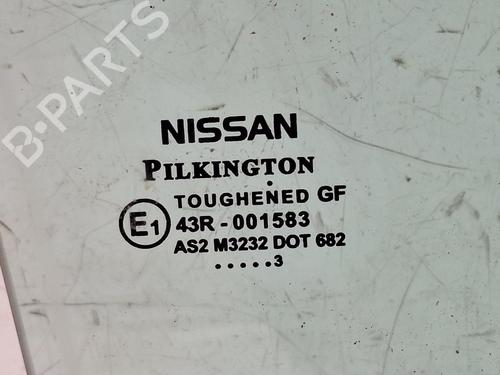 B-PARTS
NISSAN
PILKINGTON
TOUGHENED GF
E1 43R - 001583
AS2 M3232 DOT 682
.....3